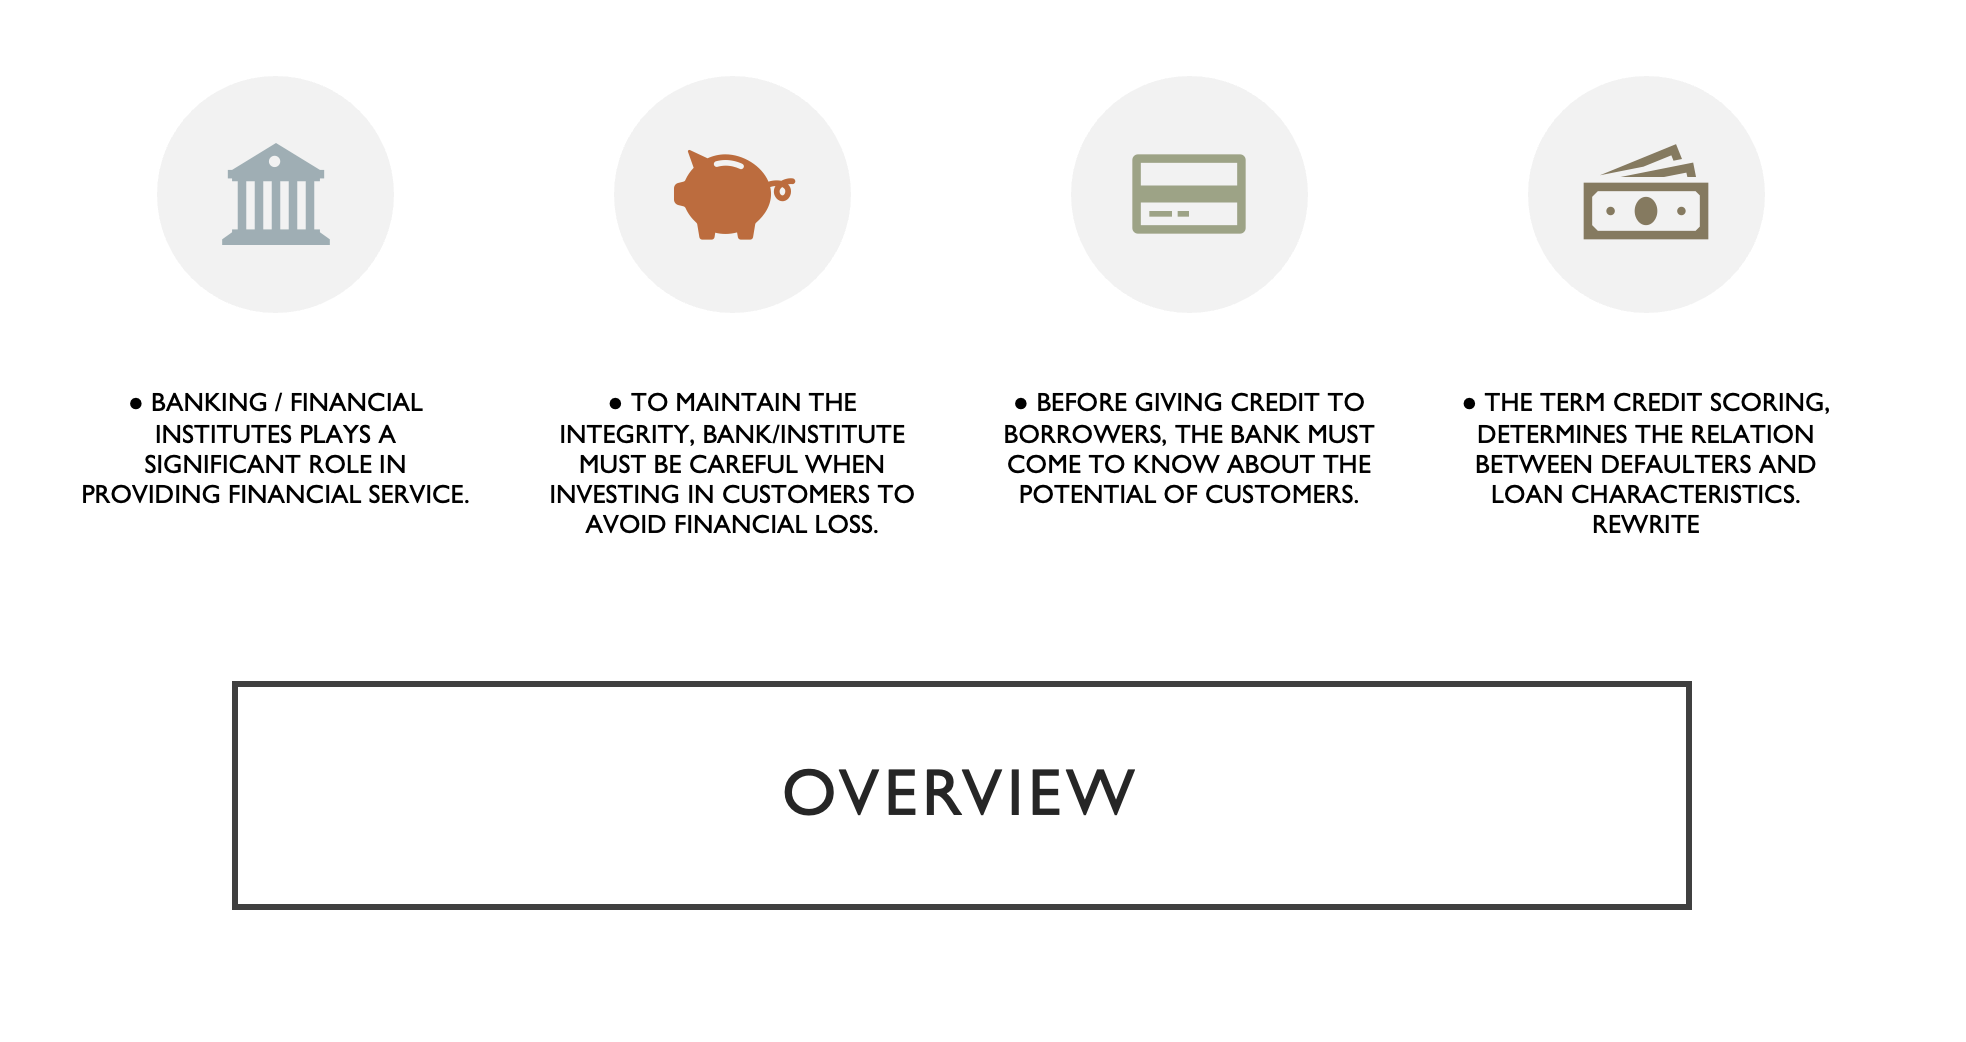 ● BANKING / FINANCIAL
INSTITUTES PLAYS A
SIGNIFICANT ROLE IN
PROVIDING FINANCIAL SERVICE.
● TO MAINTAIN THE
INTEGRITY, BANK/INSTITUTE
MUST BE CAREFUL WHEN
INVESTING IN CUSTOMERS TO
AVOID FINANCIAL LOSS.
● BEFORE GIVING CREDIT TO
BORROWERS, THE BANK MUST
COME TO KNOW ABOUT THE
POTENTIAL OF CUSTOMERS.
● THE TERM CREDIT SCORING,
DETERMINES THE RELATION
BETWEEN DEFAULTERS AND
LOAN CHARACTERISTICS.
REWRITE
OVERVIEW